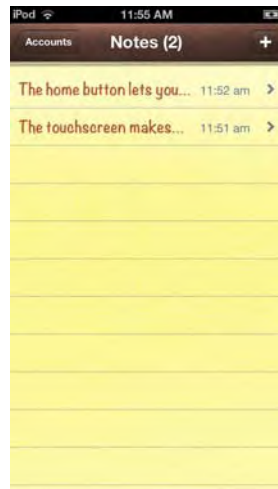 iPod 11:55 AM
Accounts Notes (2) +
The home button lets you... 11:52 am >
The touchscreen makes... 11:51 am >